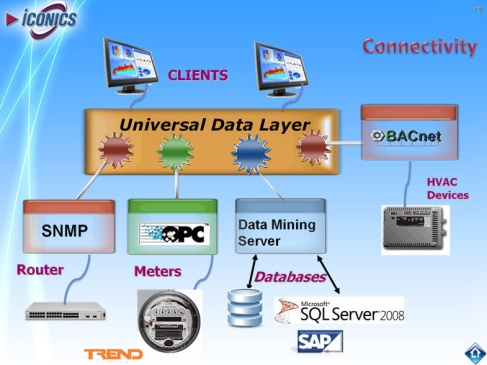 ICONICS
Connectivity
CLIENTS
Universal Data Layer
BACnet
HVAC
Devices
SNMP
OPC™
Data Mining
Server
Router
Meters
Databases
Microsoft®
SQL Server 2008
SAP
TREND